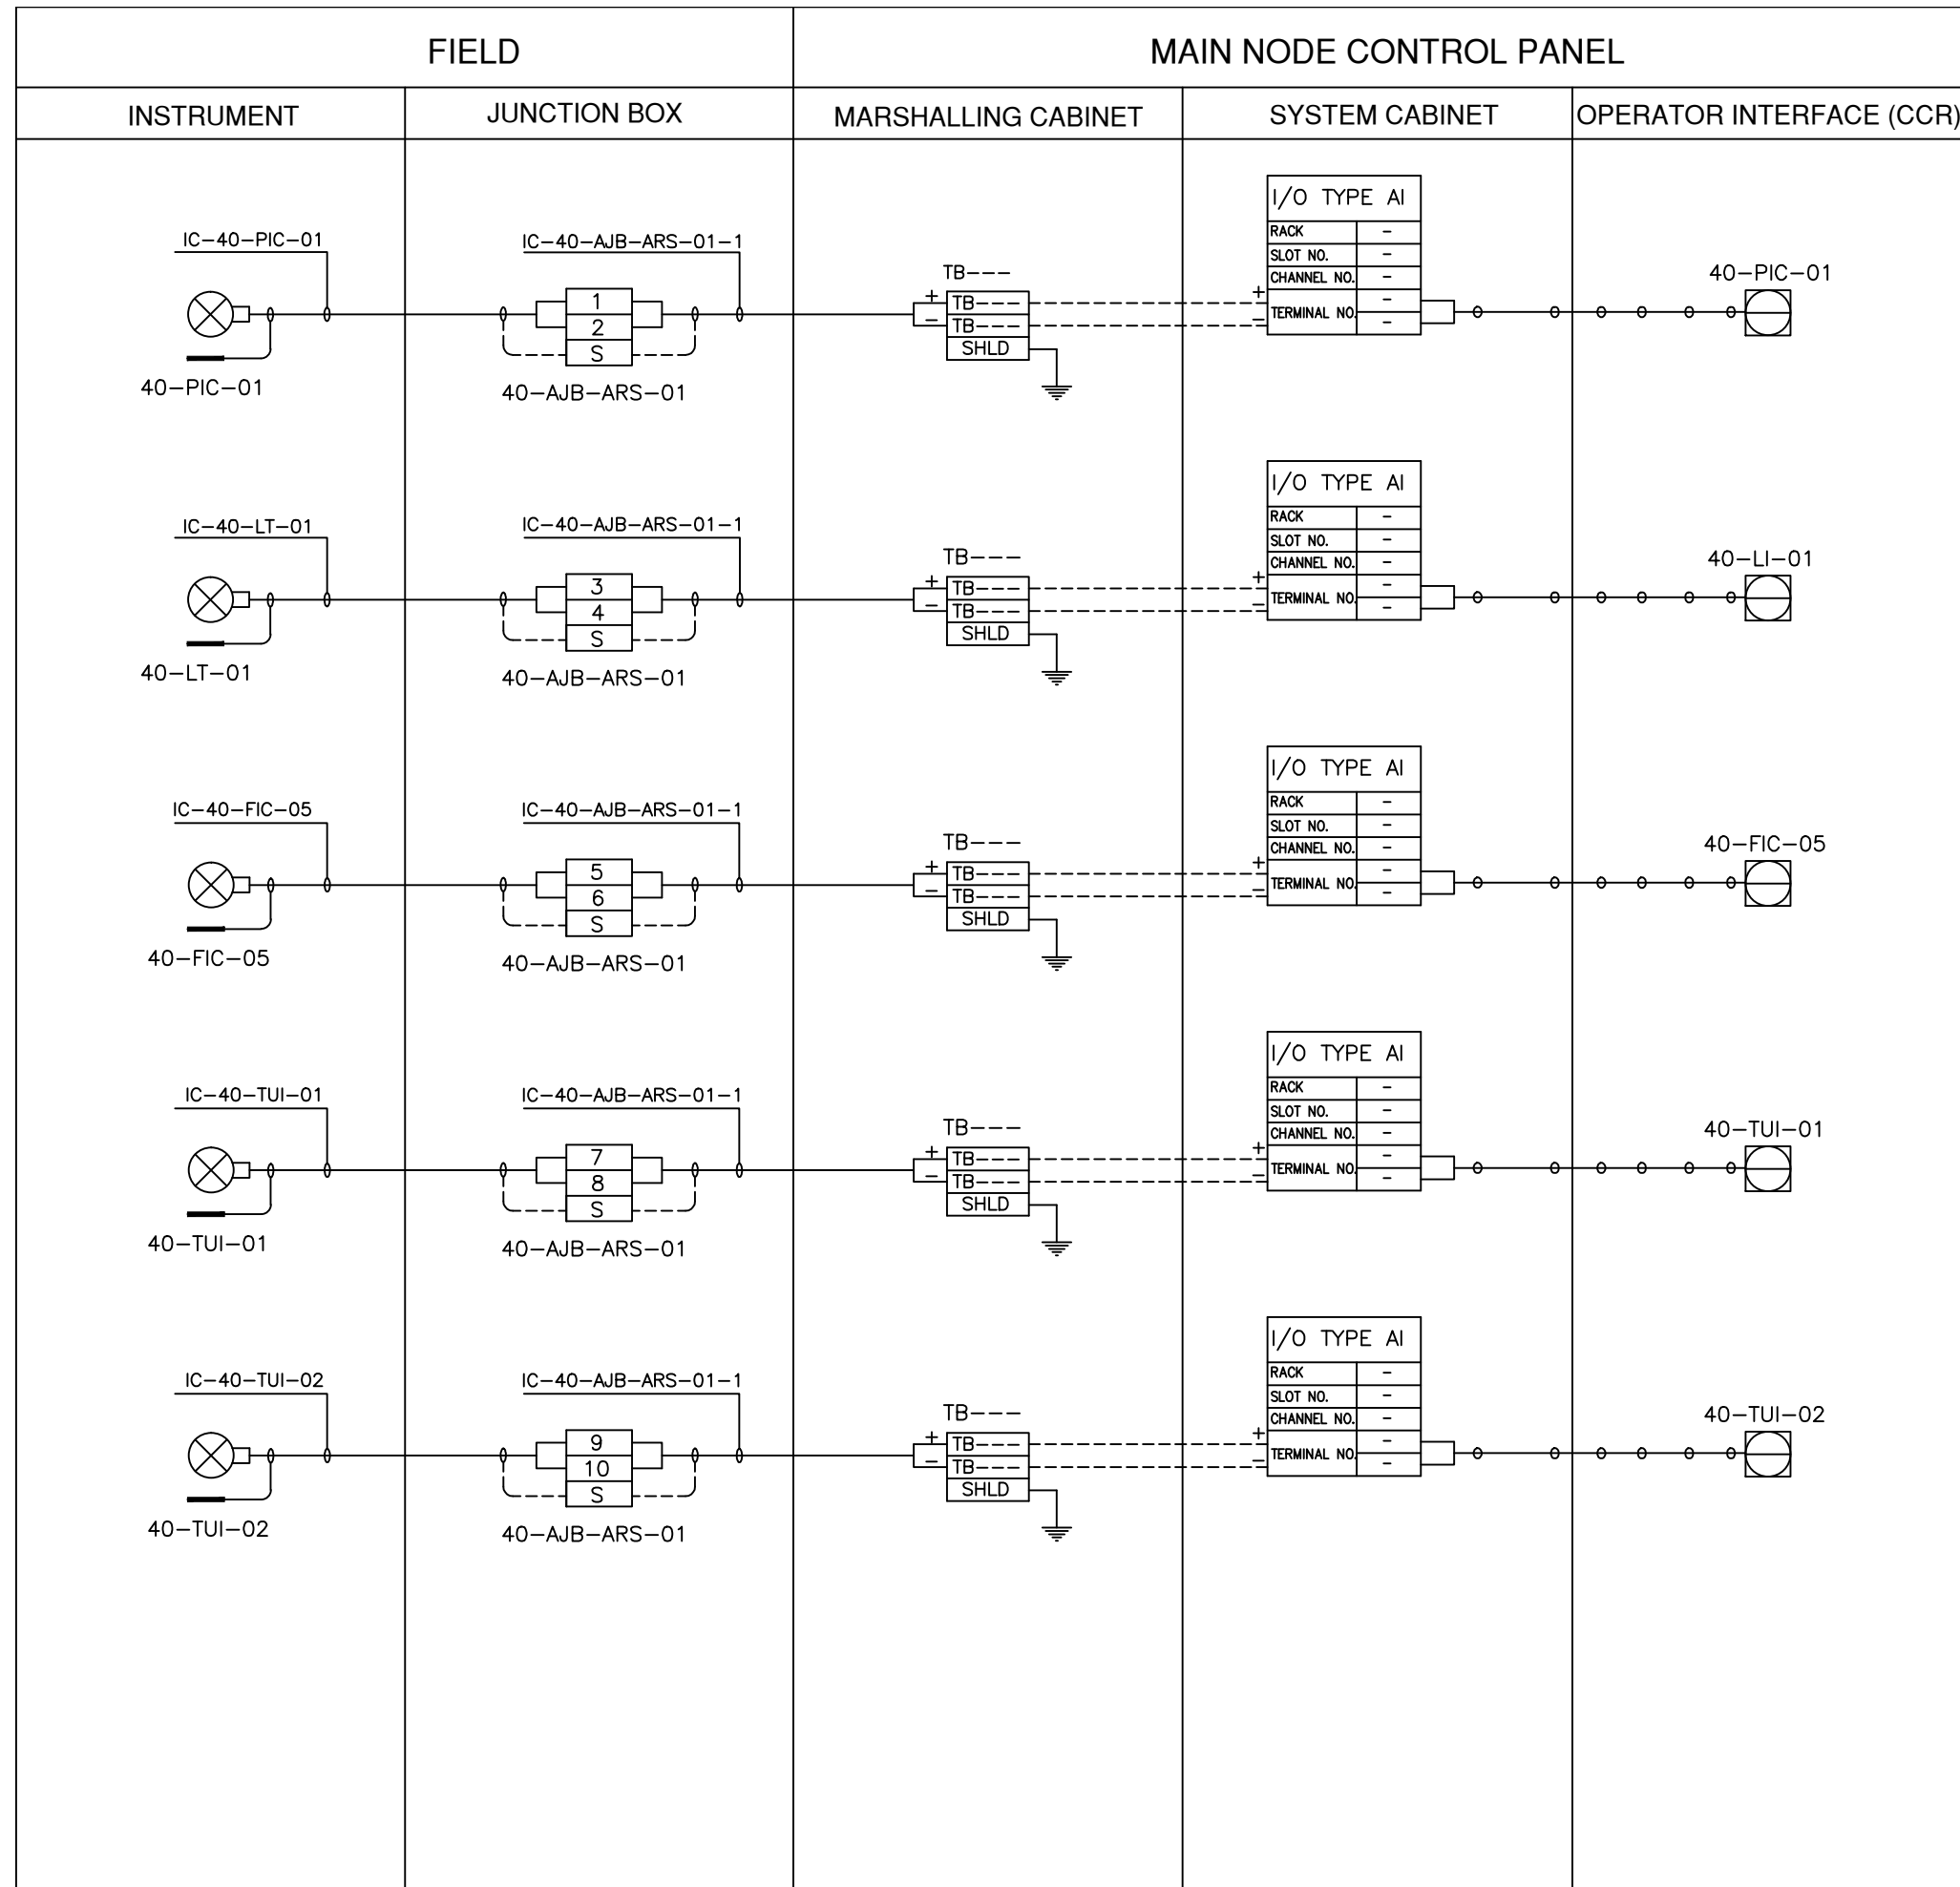 FIELD
MAIN NODE CONTROL PANEL
INSTRUMENT
JUNCTION BOX
MARSHALLING CABINET
SYSTEM CABINET
OPERATOR INTERFACE (CCR)
IC-40-PIC-01
40-PIC-01
IC-40-AJB-ARS-01-1
1
2
S
40-AJB-ARS-01
TB---
+ TB---
- TB---
SHLD
I/O TYPE AI
RACK -
SLOT NO. -
CHANNEL NO. -
+
TERMINAL NO. -
- -
40-PIC-01
IC-40-LT-01
40-LT-01
IC-40-AJB-ARS-01-1
3
4
S
40-AJB-ARS-01
TB---
+ TB---
- TB---
SHLD
I/O TYPE AI
RACK -
SLOT NO. -
CHANNEL NO. -
+
TERMINAL NO. -
- -
40-LI-01
IC-40-FIC-05
40-FIC-05
IC-40-AJB-ARS-01-1
5
6
S
40-AJB-ARS-01
TB---
+ TB---
- TB---
SHLD
I/O TYPE AI
RACK -
SLOT NO. -
CHANNEL NO. -
+
TERMINAL NO. -
- -
40-FIC-05
IC-40-TUI-01
40-TUI-01
IC-40-AJB-ARS-01-1
7
8
S
40-AJB-ARS-01
TB---
+ TB---
- TB---
SHLD
I/O TYPE AI
RACK -
SLOT NO. -
CHANNEL NO. -
+
TERMINAL NO. -
- -
40-TUI-01
IC-40-TUI-02
40-TUI-02
IC-40-AJB-ARS-01-1
9
10
S
40-AJB-ARS-01
TB---
+ TB---
- TB---
SHLD
I/O TYPE AI
RACK -
SLOT NO. -
CHANNEL NO. -
+
TERMINAL NO. -
- -
40-TUI-02